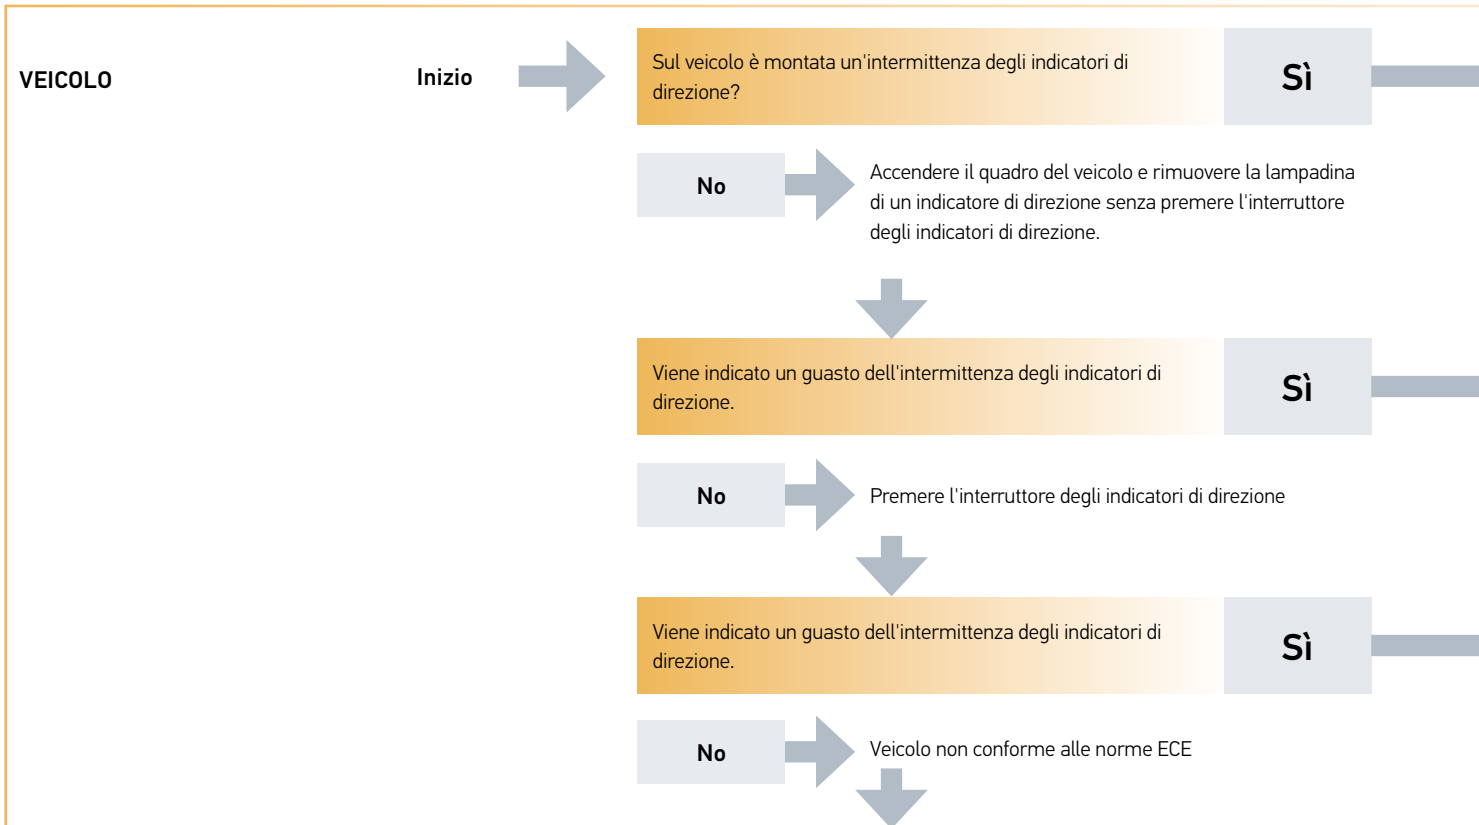 VEICOLO
Inizio
Sul veicolo è montata un'intermittenza degli indicatori di
direzione?
Sì
No
Accendere il quadro del veicolo e rimuovere la lampadina
di un indicatore di direzione senza premere l'interruttore
degli indicatori di direzione.
Viene indicato un guasto dell'intermittenza degli indicatori di
direzione.
Sì
No
Premere l'interruttore degli indicatori di direzione
Viene indicato un guasto dell'intermittenza degli indicatori di
direzione.
Sì
No
Veicolo non conforme alle norme ECE